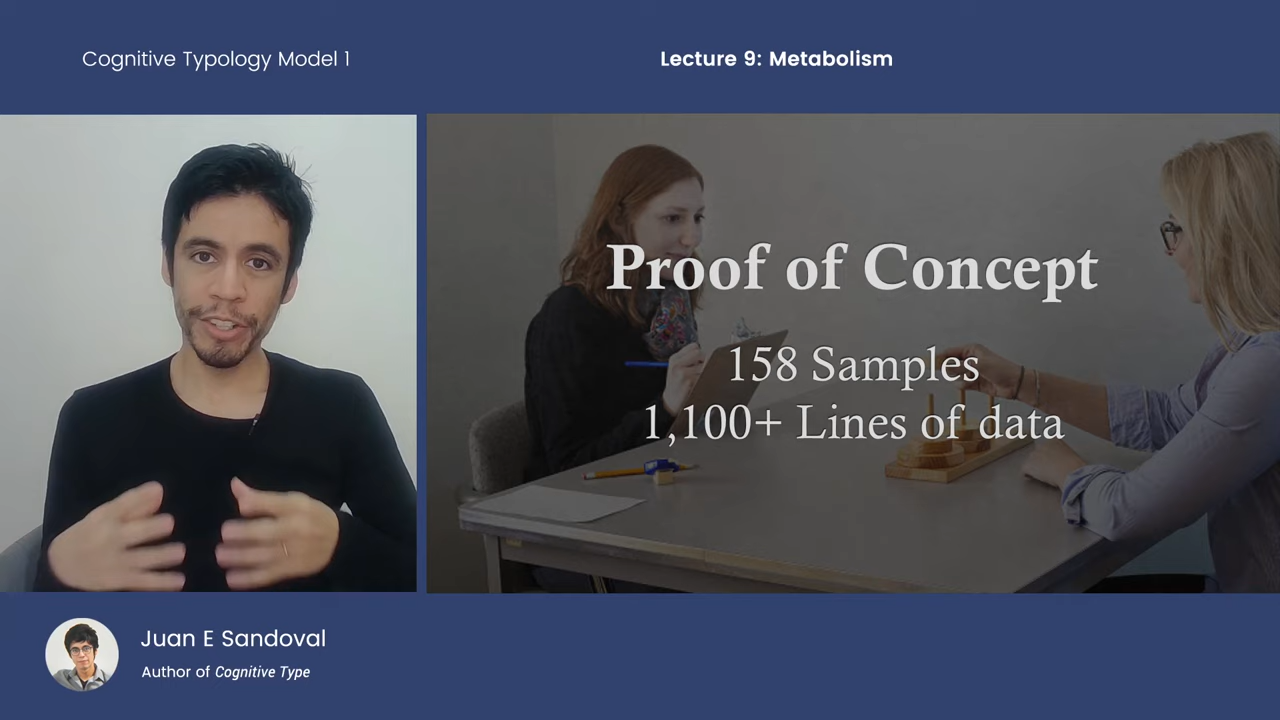 Cognitive Typology Model 1
Lecture 9: Metabolism
Proof of Concept
158 Samples
1,100+ Lines of data
Juan E Sandoval
Author of Cognitive Type